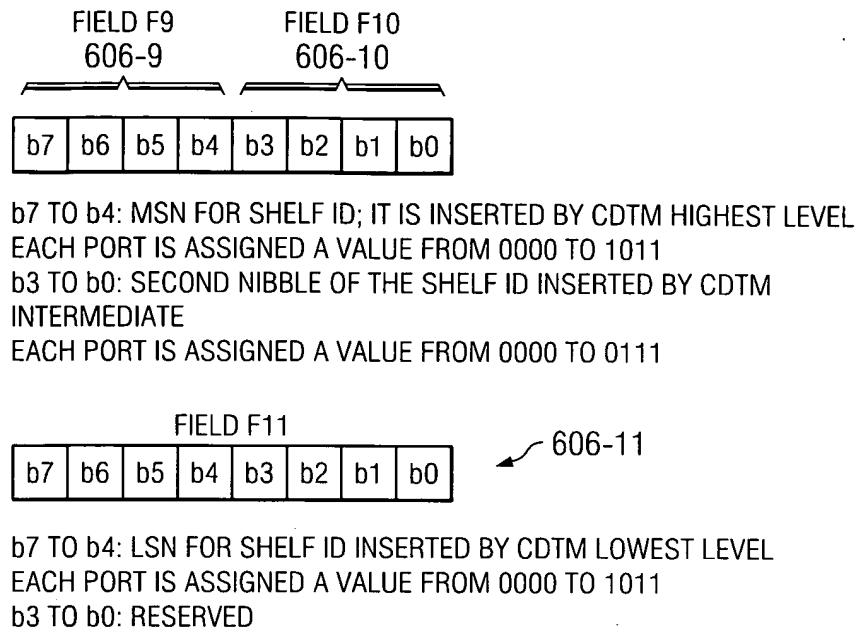 FIELD F9 FIELD F10
606-9 606-10
b7 b6 b5 b4 b3 b2 b1 b0
b7 TO b4: MSN FOR SHELF ID; IT IS INSERTED BY CDTM HIGHEST LEVEL
EACH PORT IS ASSIGNED A VALUE FROM 0000 TO 1011
b3 TO b0: SECOND NIBBLE OF THE SHELF ID INSERTED BY CDTM
INTERMEDIATE
EACH PORT IS ASSIGNED A VALUE FROM 0000 TO 0111
FIELD F11
606-11
b7 b6 b5 b4 b3 b2 b1 b0
b7 TO b4: LSN FOR SHELF ID INSERTED BY CDTM LOWEST LEVEL
EACH PORT IS ASSIGNED A VALUE FROM 0000 TO 1011
b3 TO b0: RESERVED